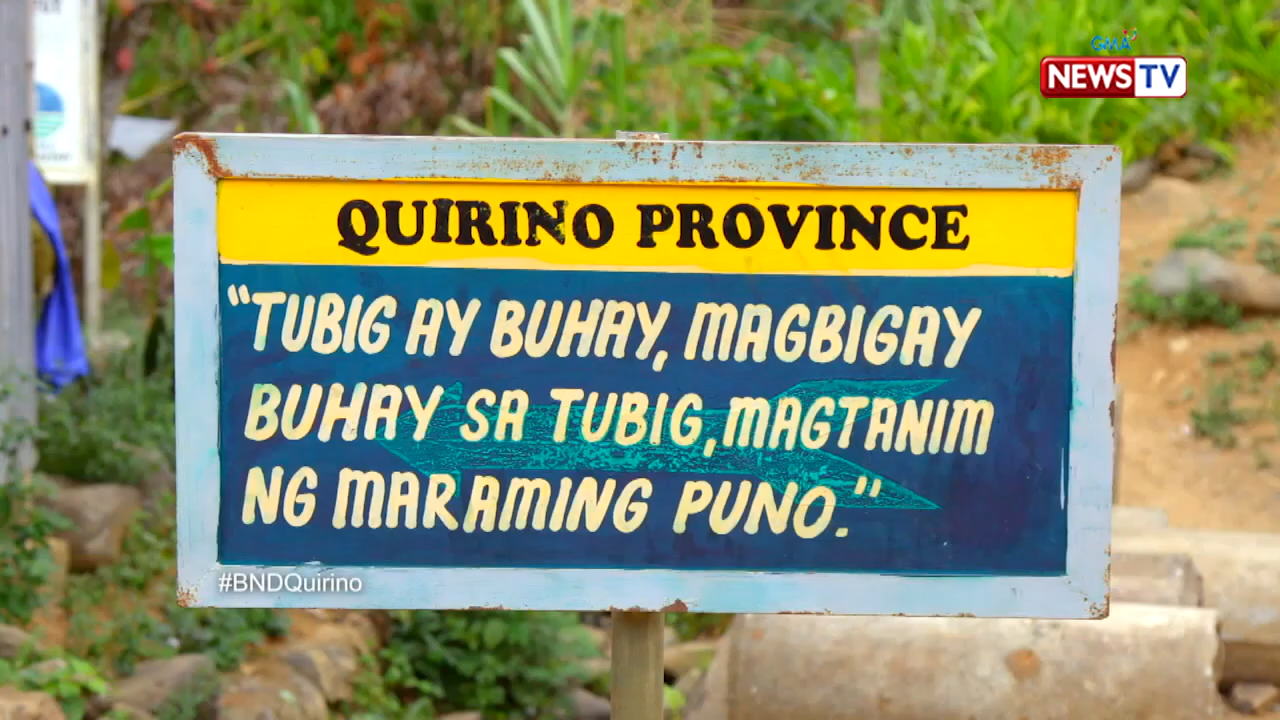 GMA
NEWS TV
QUIRINO PROVINCE
"TUBIG AY BUHAY, MAGBIGAY
BUHAY SA TUBIG, MAGTANIM
NG MARAMING PUNO."
#BNDQuirino